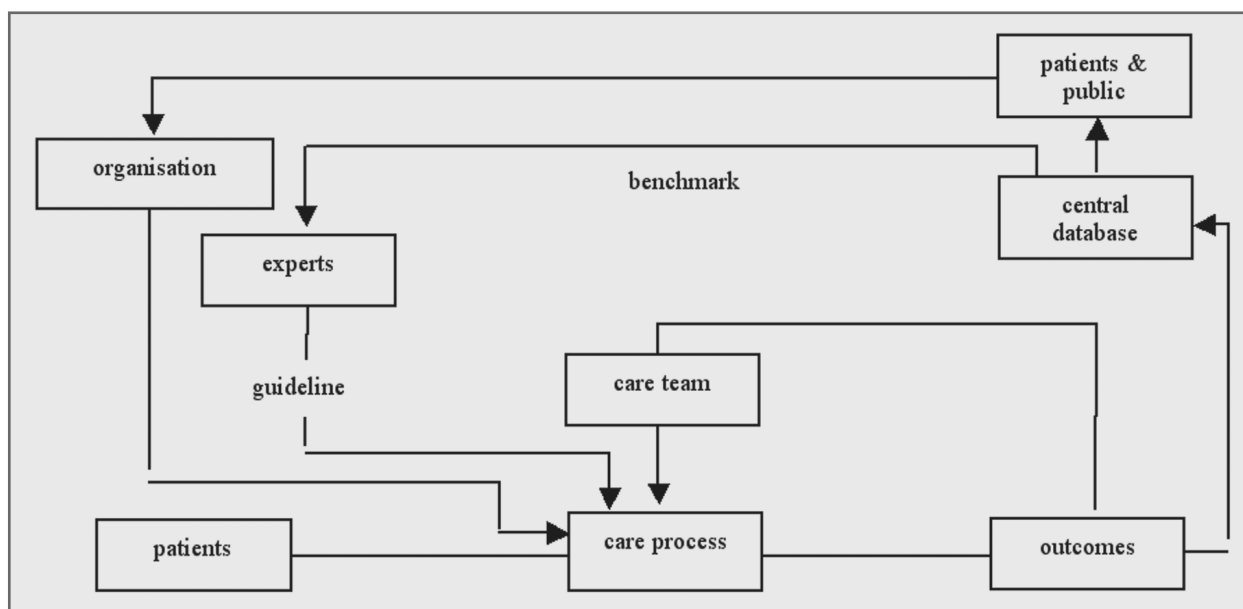 patients &
public
organisation
benchmark
central
database
experts
guideline
care team
patients
care process
outcomes